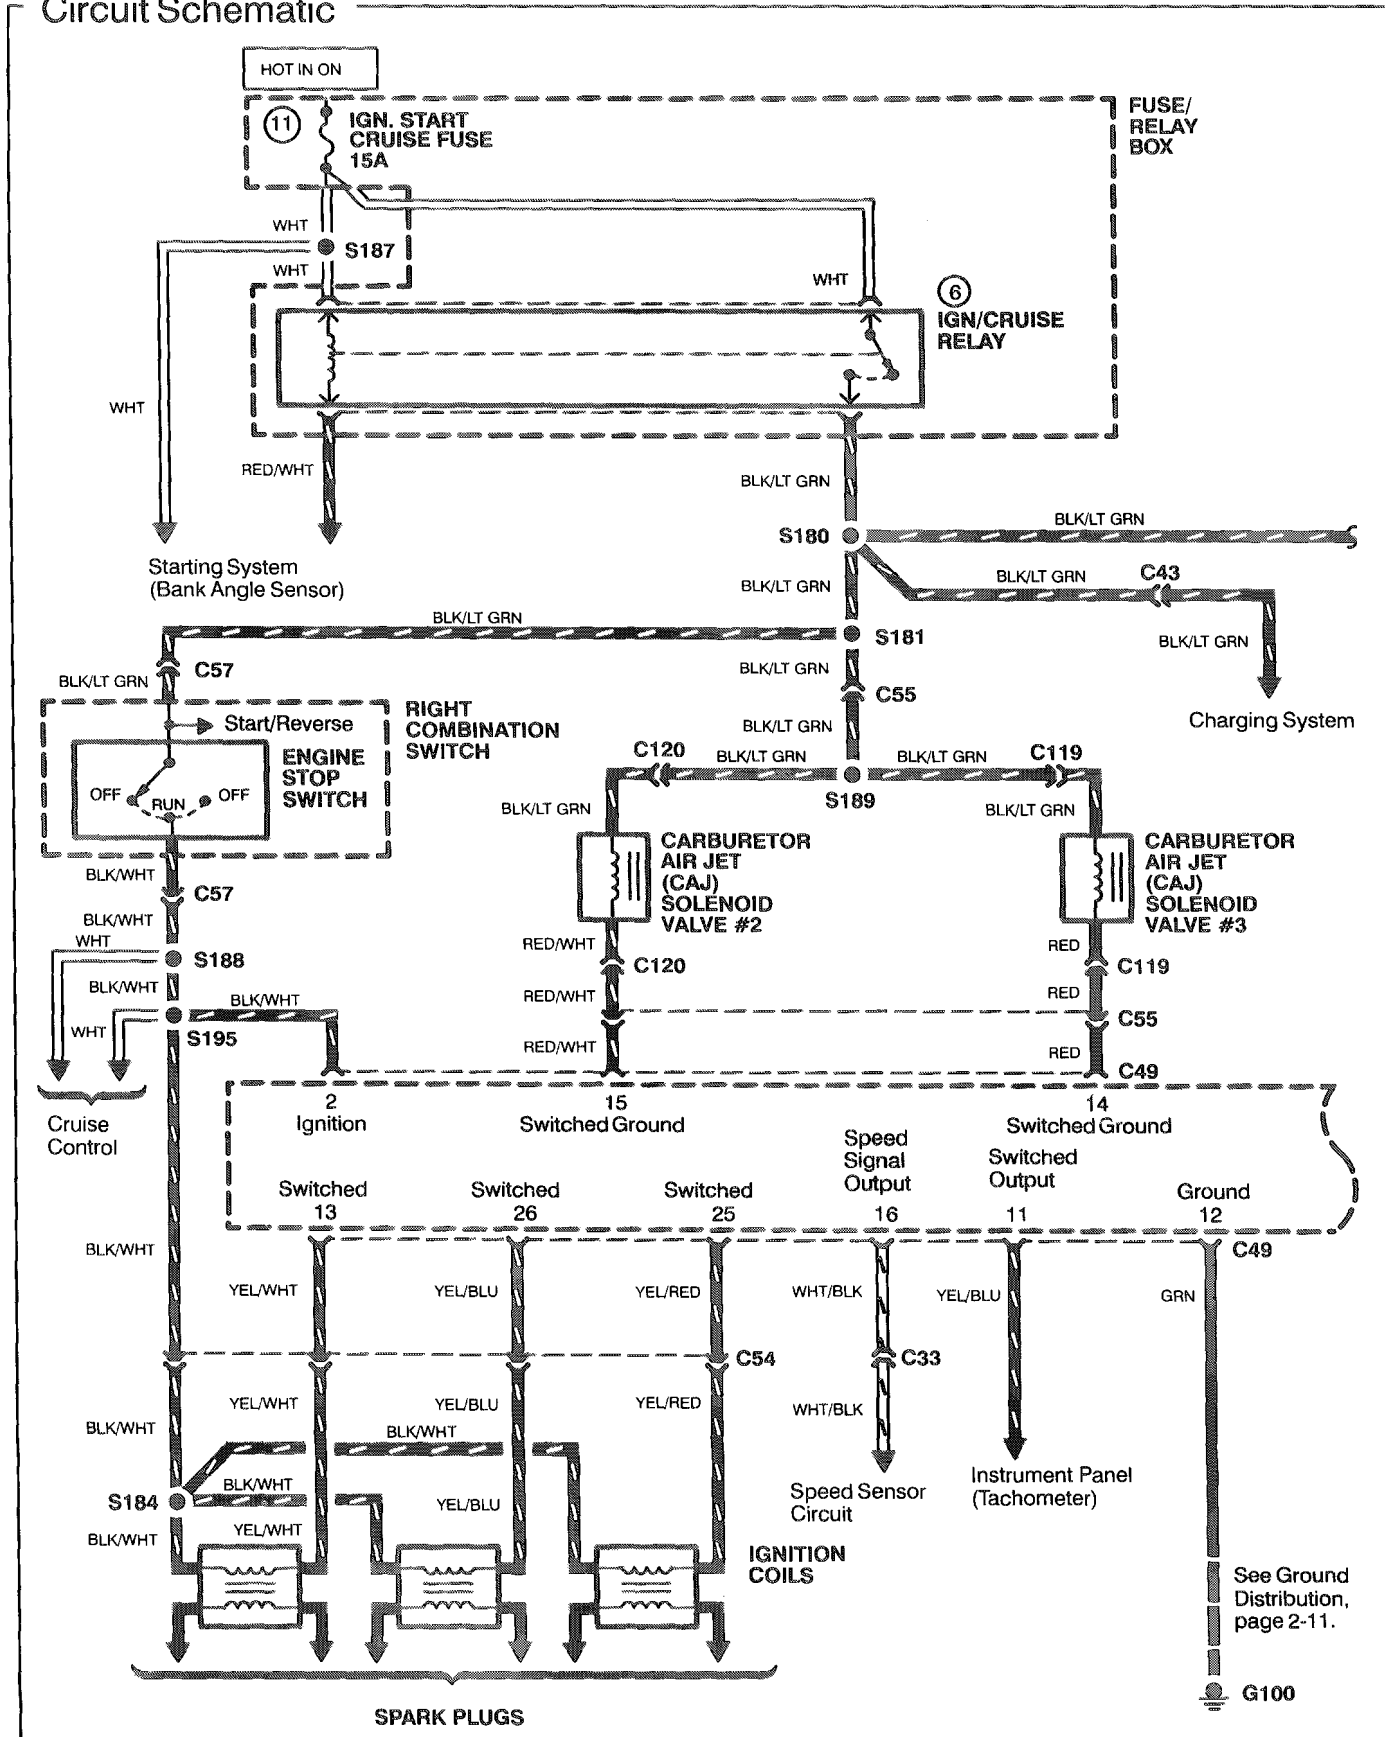 Circuit Schematic
HOT IN ON
11
IGN. START
CRUISE FUSE
15A
FUSE/
RELAY
BOX
WHT
S187
WHT
WHT
6
IGN/CRUISE
RELAY
WHT
RED/WHT
BLK/LT GRN
BLK/LT GRN
S180
Starting System
(Bank Angle Sensor)
BLK/LT GRN
BLK/LT GRN
C43
BLK/LT GRN
S181
BLK/LT GRN
C57
BLK/LT GRN
BLK/LT GRN
C55
RIGHT
COMBINATION
SWITCH
Start/Reverse
BLK/LT GRN
Charging System
ENGINE
STOP
SWITCH
OFF
RUN
OFF
C120
BLK/LT GRN
BLK/LT GRN
C119
S189
BLK/LT GRN
BLK/LT GRN
CARBURETOR
AIR JET
(CAJ)
SOLENOID
VALVE #2
CARBURETOR
AIR JET
(CAJ)
SOLENOID
VALVE #3
BLK/WHT
C57
BLK/WHT
WHT
S188
RED/WHT
C120
RED
C119
BLK/WHT
BLK/WHT
RED/WHT
RED
C55
WHT
S195
RED/WHT
RED
C49
Cruise
Control
2
Ignition
15
Switched Ground
14
Switched Ground
Speed
Signal
Output
16
Switched
Output
11
Switched
13
Switched
26
Switched
25
Ground
12
C49
BLK/WHT
YEL/WHT
YEL/BLU
YEL/RED
WHT/BLK
YEL/BLU
GRN
C54
C33
BLK/WHT
YEL/WHT
BLK/WHT
YEL/BLU
YEL/RED
WHT/BLK
BLK/WHT
S184
YEL/BLU
Speed Sensor
Circuit
Instrument Panel
(Tachometer)
BLK/WHT
YEL/WHT
IGNITION
COILS
See Ground
Distribution,
page 2-11.
G100
SPARK PLUGS